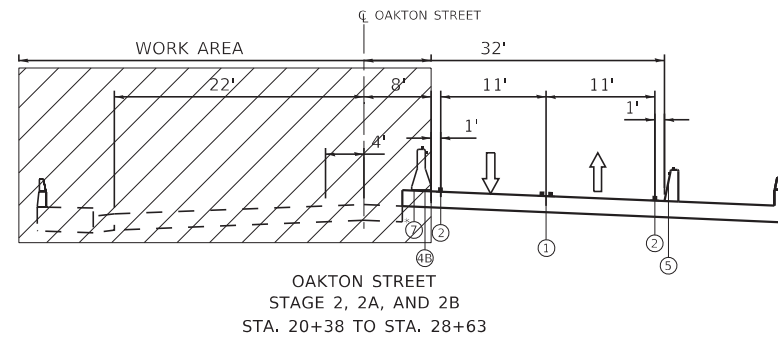 ℄ OAKTON STREET
WORK AREA 32'
22' 8' 11' 11'
4' 1' 1'
7 2 1 2
4B 5
OAKTON STREET
STAGE 2, 2A, AND 2B
STA. 20+38 TO STA. 28+63